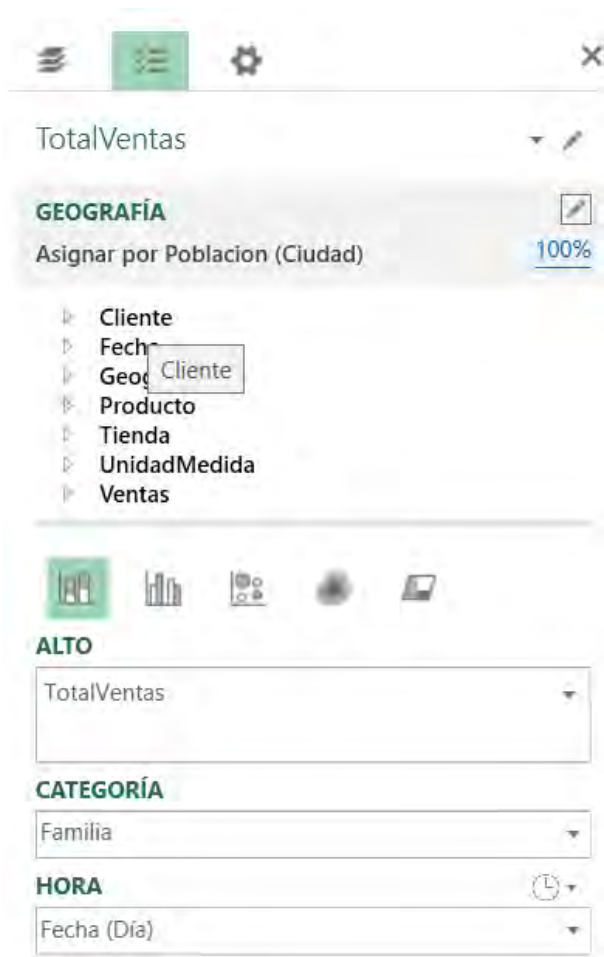 TotalVentas
GEOGRAFÍA
Asignar por Poblacion (Ciudad)
100%
Cliente
Fecha
Cliente
Producto
Tienda
UnidadMedida
Ventas
ALTO
TotalVentas
CATEGORÍA
Familia
HORA
Fecha (Día)